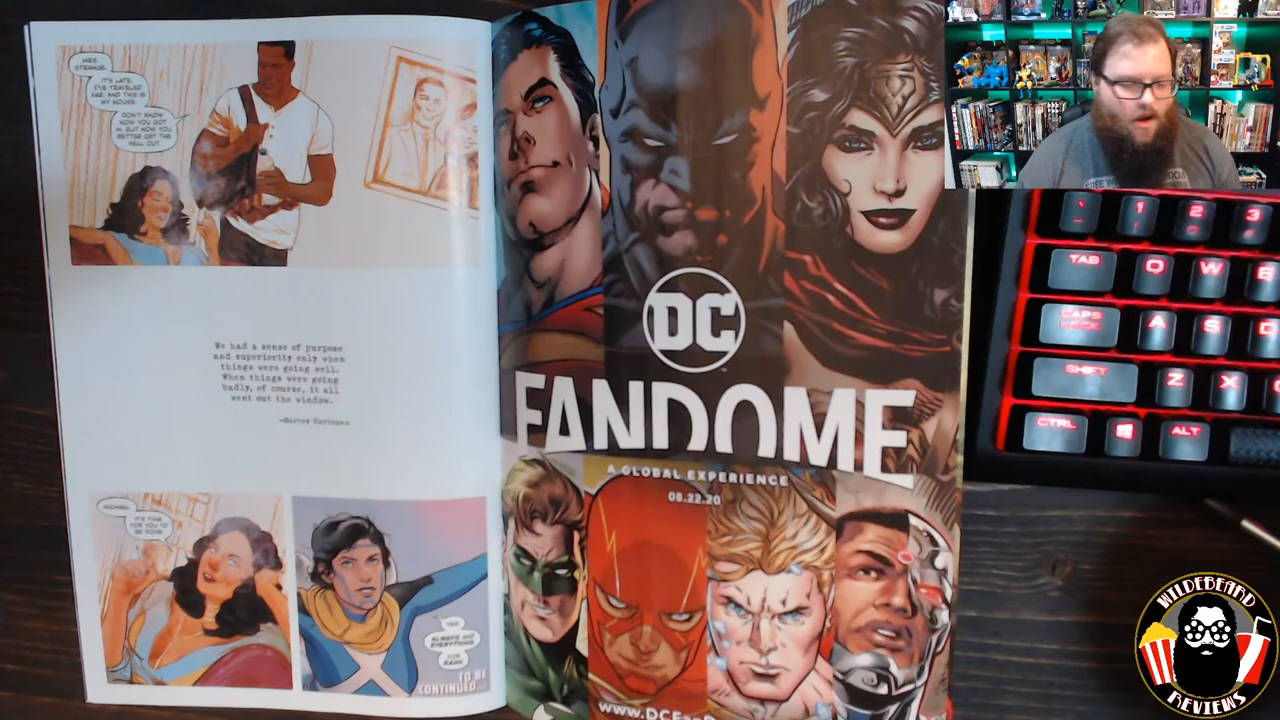 MRS.
STRANGE.
IT'S LATE.
I'VE TRAVELED
FAR. AND THIS IS
MY HOUSE.
DON'T KNOW
HOW YOU GOT
IN. BUT NOW YOU
BETTER GET THE
HELL OUT.
We had a sense of purpose
and superiority only when
things were going well.
When things were going
badly, of course, it all
went out the window.
—Harvey Kurtzman
MICHAEL.
IT'S TIME
FOR YOU TO
BE GONE.
ALWAYS AND
EVERYTHING.
FOR
RANN.
TO BE
CONTINUED...
DC
FANDOME
A GLOBAL EXPERIENCE
08.22.20
1
2
3
TAB
Q
W
CAPS
LOCK
A
S
D
SHIFT
Z
X
CTRL
ALT
WILDEBEARD
REVIEWS